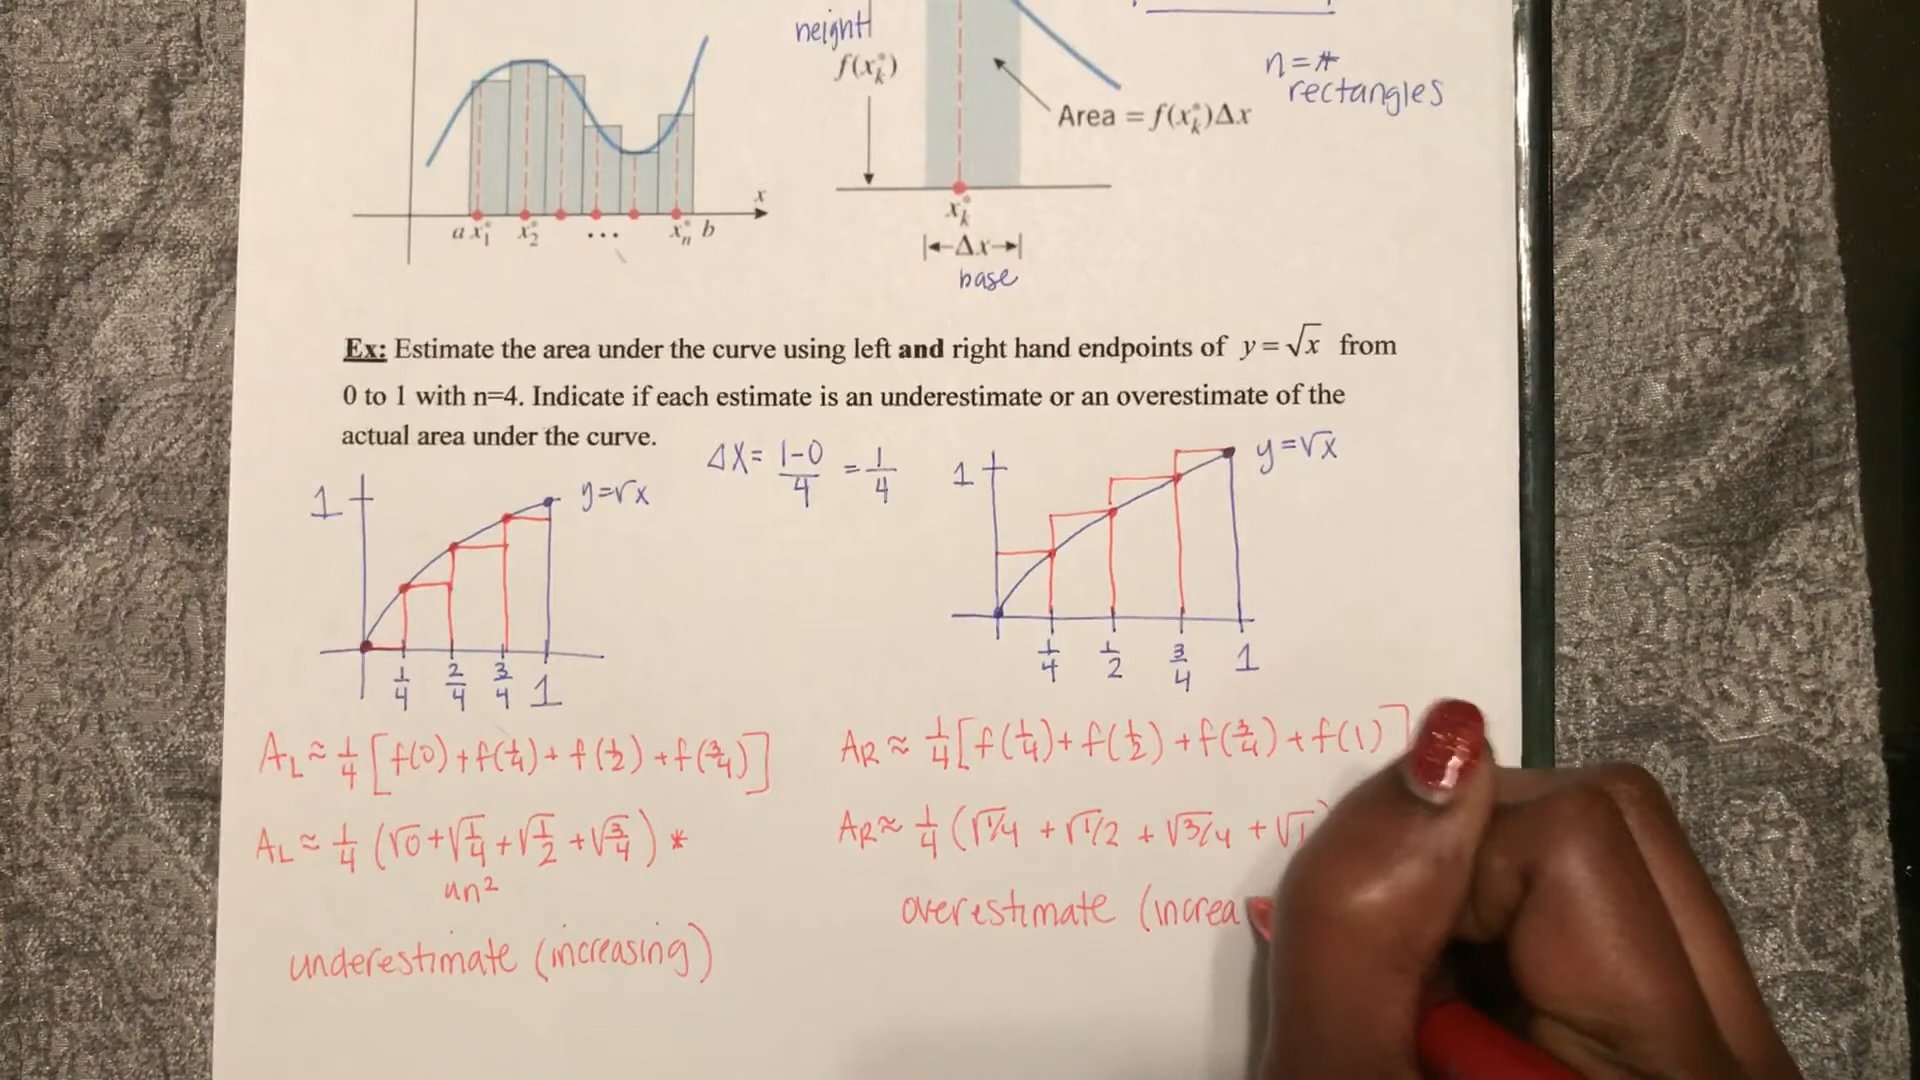 height
f(x*k)
n=#
rectangles
Area = f(x*k)Δx
x
a x*1 x*2 ... x*n b
x*k
Δx
base
Ex: Estimate the area under the curve using left and right hand endpoints of y = √x from
0 to 1 with n=4. Indicate if each estimate is an underestimate or an overestimate of the
actual area under the curve.
ΔX = (1-0)/4 = 1/4
1
y=√x
1/4 2/4 3/4 1
1
y=√x
1/4 1/2 3/4 1
AL ≈ 1/4 [f(0)+f(1/4)+f(1/2)+f(3/4)]
AL ≈ 1/4 (√0+√1/4+√1/2+√3/4) *
un²
underestimate (increasing)
AR ≈ 1/4 [f(1/4)+f(1/2)+f(3/4)+f(1)]
AR ≈ 1/4 (√1/4 + √1/2 + √3/4 + √1)
overestimate (increa